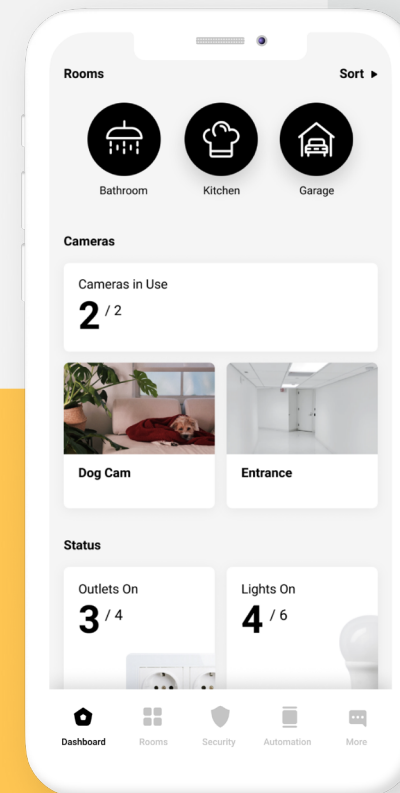 Rooms
Sort ▸
Bathroom
Kitchen
Garage
Cameras
Cameras in Use
2 / 2
Dog Cam
Entrance
Status
Outlets On
3 / 4
Lights On
4 / 6
Dashboard
Rooms
Security
Automation
More